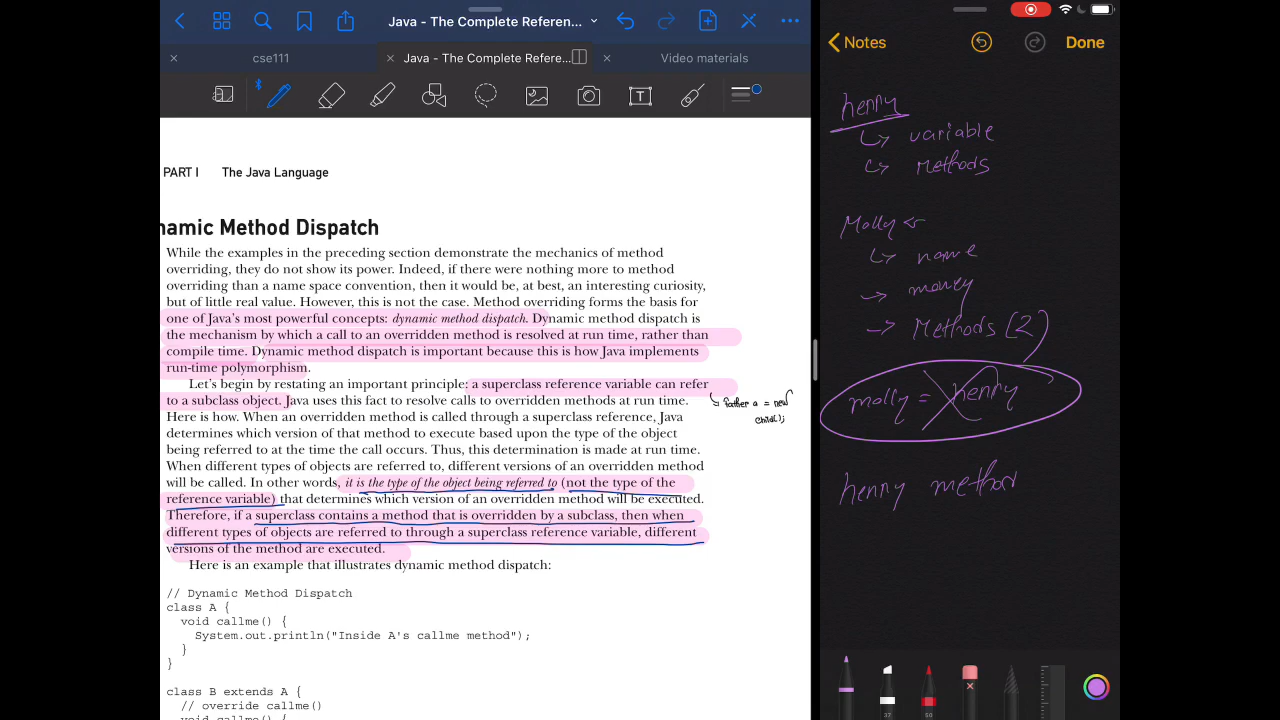 Java - The Complete Referen...
cse111
Java - The Complete Refere...
Video materials
PART I The Java Language
namic Method Dispatch
While the examples in the preceding section demonstrate the mechanics of method
overriding, they do not show its power. Indeed, if there were nothing more to method
overriding than a name space convention, then it would be, at best, an interesting curiosity,
but of little real value. However, this is not the case. Method overriding forms the basis for
one of Java's most powerful concepts: dynamic method dispatch. Dynamic method dispatch is
the mechanism by which a call to an overridden method is resolved at run time, rather than
compile time. Dynamic method dispatch is important because this is how Java implements
run-time polymorphism.
Let's begin by restating an important principle: a superclass reference variable can refer
to a subclass object. Java uses this fact to resolve calls to overridden methods at run time.
Here is how. When an overridden method is called through a superclass reference, Java
determines which version of that method to execute based upon the type of the object
being referred to at the time the call occurs. Thus, this determination is made at run time.
When different types of objects are referred to, different versions of an overridden method
will be called. In other words, it is the type of the object being referred to (not the type of the
reference variable) that determines which version of an overridden method will be executed.
Therefore, if a superclass contains a method that is overridden by a subclass, then when
different types of objects are referred to through a superclass reference variable, different
versions of the method are executed.
Here is an example that illustrates dynamic method dispatch:
// Dynamic Method Dispatch
class A {
void callme() {
System.out.println("Inside A's callme method");
}
}
class B extends A {
// override callme()
void callme() {
father a = new
child();
Notes
Done
henry
variable
methods
Molly
name
money
Methods (2)
molly = henry
henry method
37
50